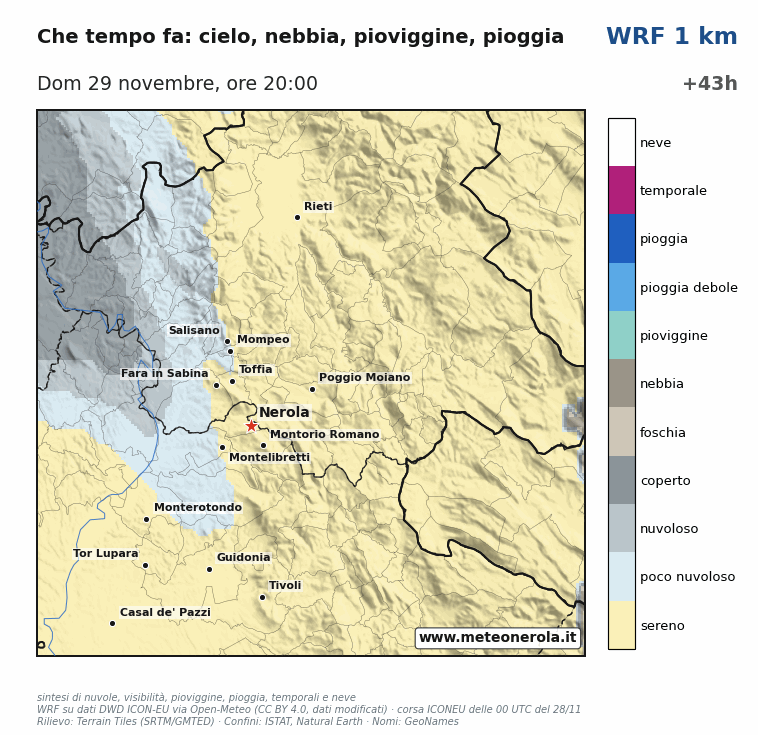 Che tempo fa: cielo, nebbia, pioviggine, pioggia
WRF 1 km
Dom 29 novembre, ore 20:00
+43h
neve
temporale
pioggia
pioggia debole
pioviggine
nebbia
foschia
coperto
nuvoloso
poco nuvoloso
sereno
Rieti
Salisano
Mompeo
Fara in Sabina
Toffia
Poggio Moiano
Nerola
Montorio Romano
Montelibretti
Monterotondo
Tor Lupara
Guidonia
Tivoli
Casal de' Pazzi
www.meteonerola.it
sintesi di nuvole, visibilità, pioviggine, pioggia, temporali e neve
WRF su dati DWD ICON-EU via Open-Meteo (CC BY 4.0, dati modificati) · corsa ICONEU delle 00 UTC del 28/11
Rilievo: Terrain Tiles (SRTM/GMTED) · Confini: ISTAT, Natural Earth · Nomi: GeoNames